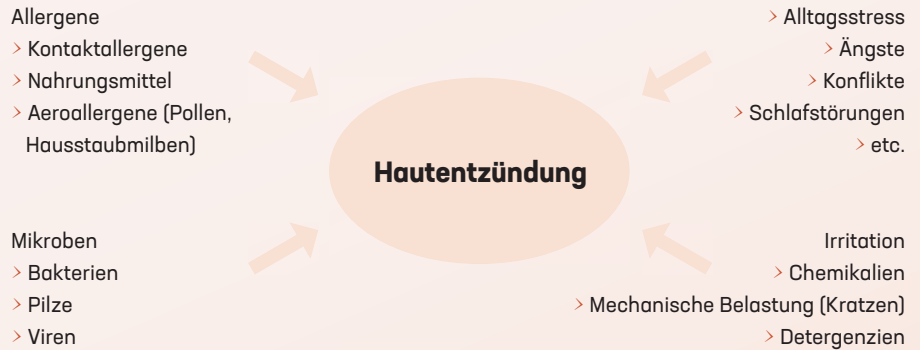 Allergene
> Kontaktallergene
> Nahrungsmittel
> Aeroallergene (Pollen,
Hausstaubmilben)
> Alltagsstress
> Ängste
> Konflikte
> Schlafstörungen
> etc.
Hautentzündung
Mikroben
> Bakterien
> Pilze
> Viren
Irritation
> Chemikalien
> Mechanische Belastung (Kratzen)
> Detergenzien